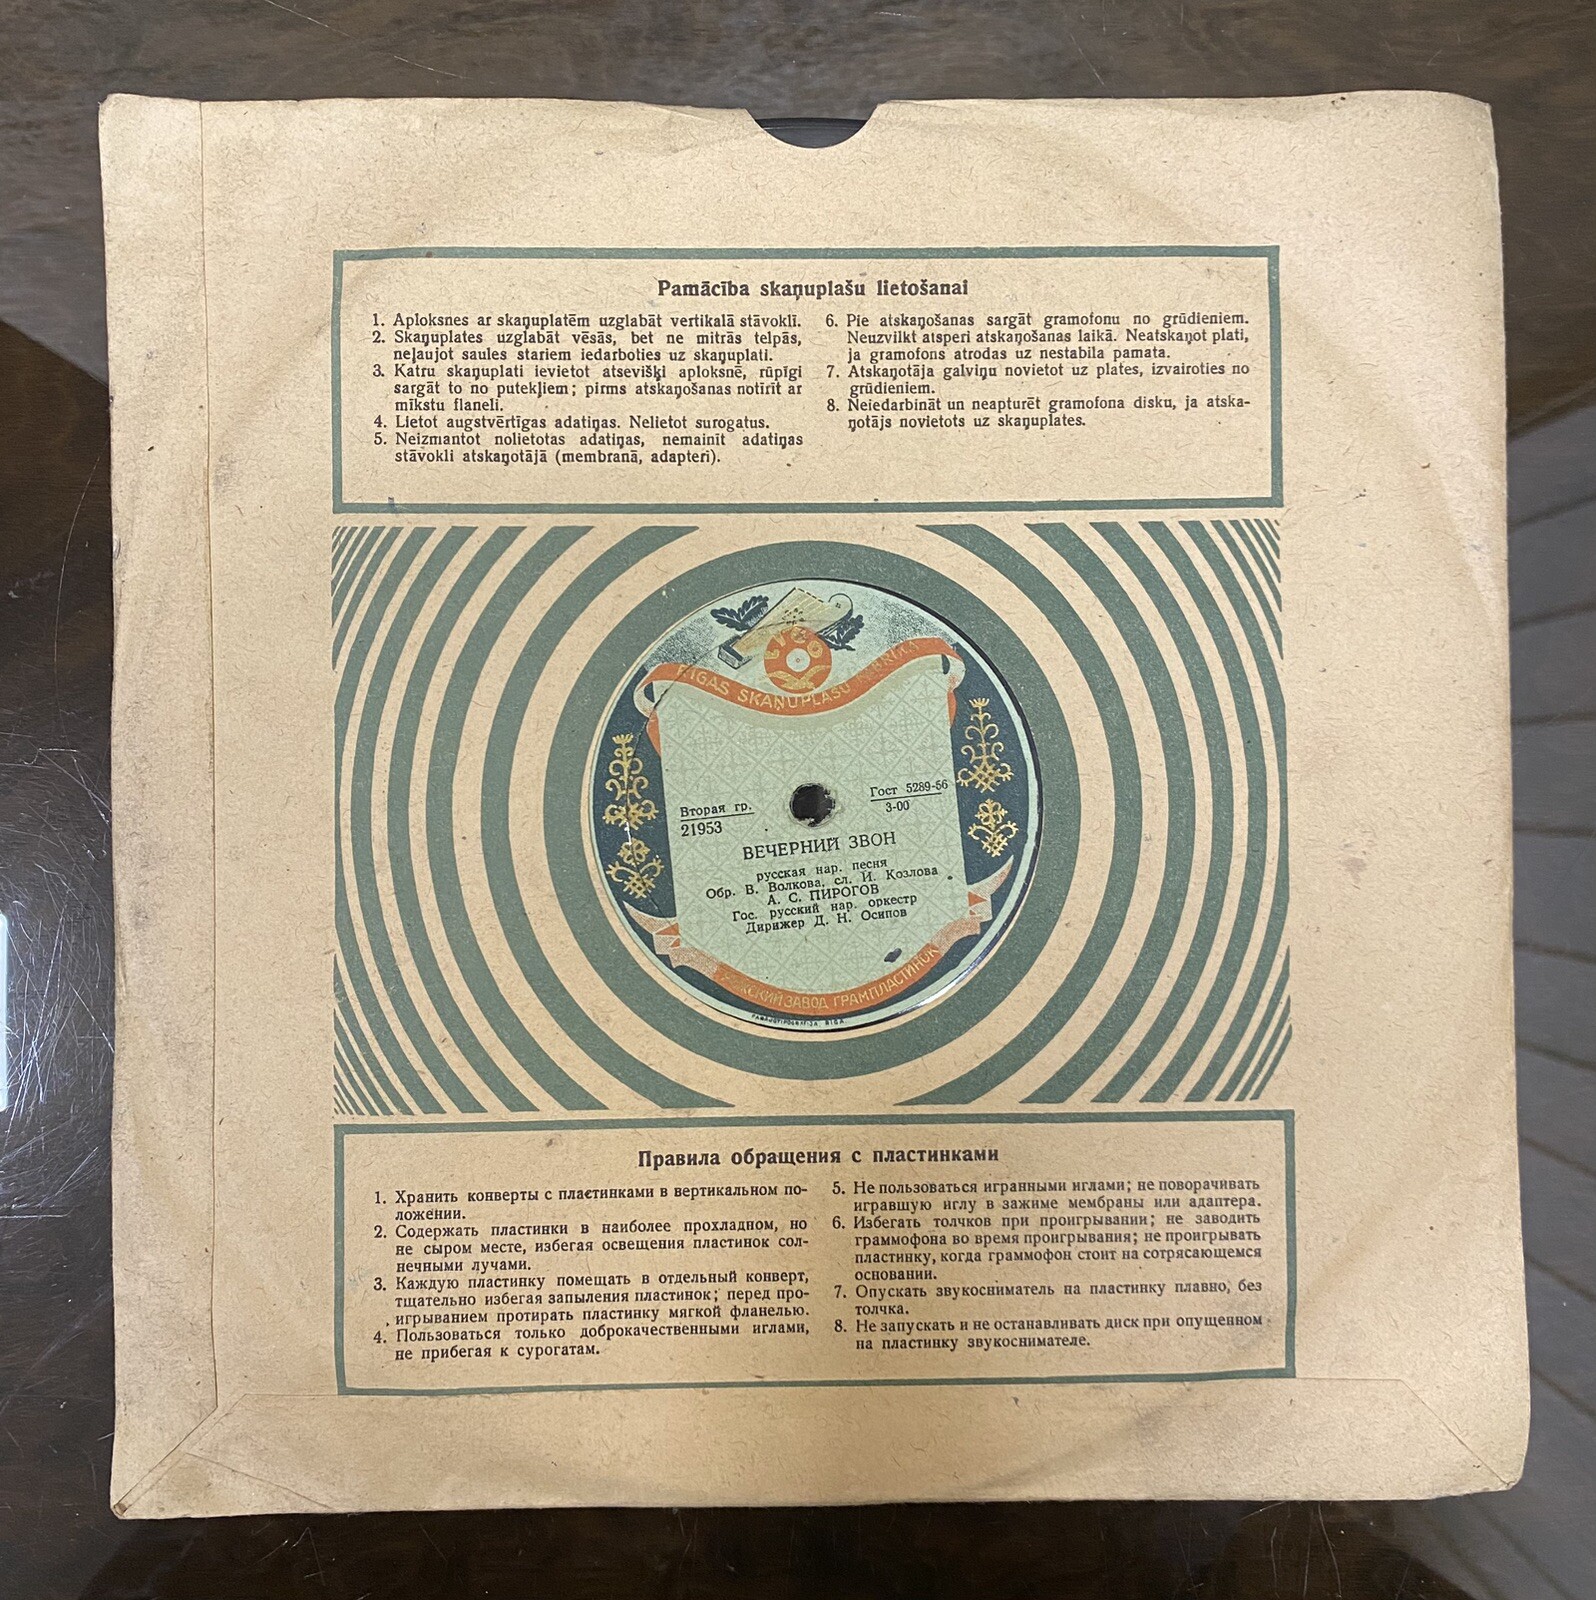 Pamācība skaņuplašu lietošanai
1. Aploksnes ar skaņuplatēm uzglabāt vertikalā stāvoklī.
2. Skaņuplates uzglabāt vēsās, bet ne mitrās telpās,
neļaujot saules stariem iedarboties uz skaņuplati.
3. Katru skaņuplati ievietot atsevišķi aploksnē, rūpīgi
sargāt to no putekļiem; pirms atskaņošanas notīrīt ar
mīkstu flaneli.
4. Lietot augstvērtīgas adatiņas. Nelietot surogatus.
5. Neizmantot nolietotas adatiņas, nemainīt adatiņas
stāvokli atskaņotājā (membranā, adapterī).
6. Pie atskaņošanas sargāt gramofonu no grūdieniem.
Neuzvilkt atsperi atskaņošanas laikā. Neatskaņot plati,
ja gramofons atrodas uz nestabila pamata.
7. Atskaņotāja galviņu novietot uz plates, izvairoties no
grūdieniem.
8. Neiedarbināt un neapturēt gramofona disku, ja atska-
ņotājs novietots uz skaņuplates.
RĪGAS SKAŅUPLAŠU FABRIKA
Вторая гр.
21953
Гост 5289-56
3-00
ВЕЧЕРНИЙ ЗВОН
русская нар. песня
Обр. В. Волкова, сл. И. Козлова
А. С. ПИРОГОВ
Гос. русский нар. оркестр
Дирижер Д. Н. Осипов
ЗАВОД ГРАМПЛАСТИНОК
Правила обращения с пластинками
1. Хранить конверты с пластинками в вертикальном по-
ложении.
2. Содержать пластинки в наиболее прохладном, но
не сыром месте, избегая освещения пластинок сол-
нечными лучами.
3. Каждую пластинку помещать в отдельный конверт,
тщательно избегая запыления пластинок; перед про-
игрыванием протирать пластинку мягкой фланелью.
4. Пользоваться только доброкачественными иглами,
не прибегая к сурогатам.
5. Не пользоваться игранными иглами; не поворачивать
игравшую иглу в зажиме мембраны или адаптера.
6. Избегать толчков при проигрывании; не заводить
граммофона во время проигрывания; не проигрывать
пластинку, когда граммофон стоит на сотрясающемся
основании.
7. Опускать звукосниматель на пластинку плавно, без
толчка.
8. Не запускать и не останавливать диск при опущенном
на пластинку звукоснимателе.